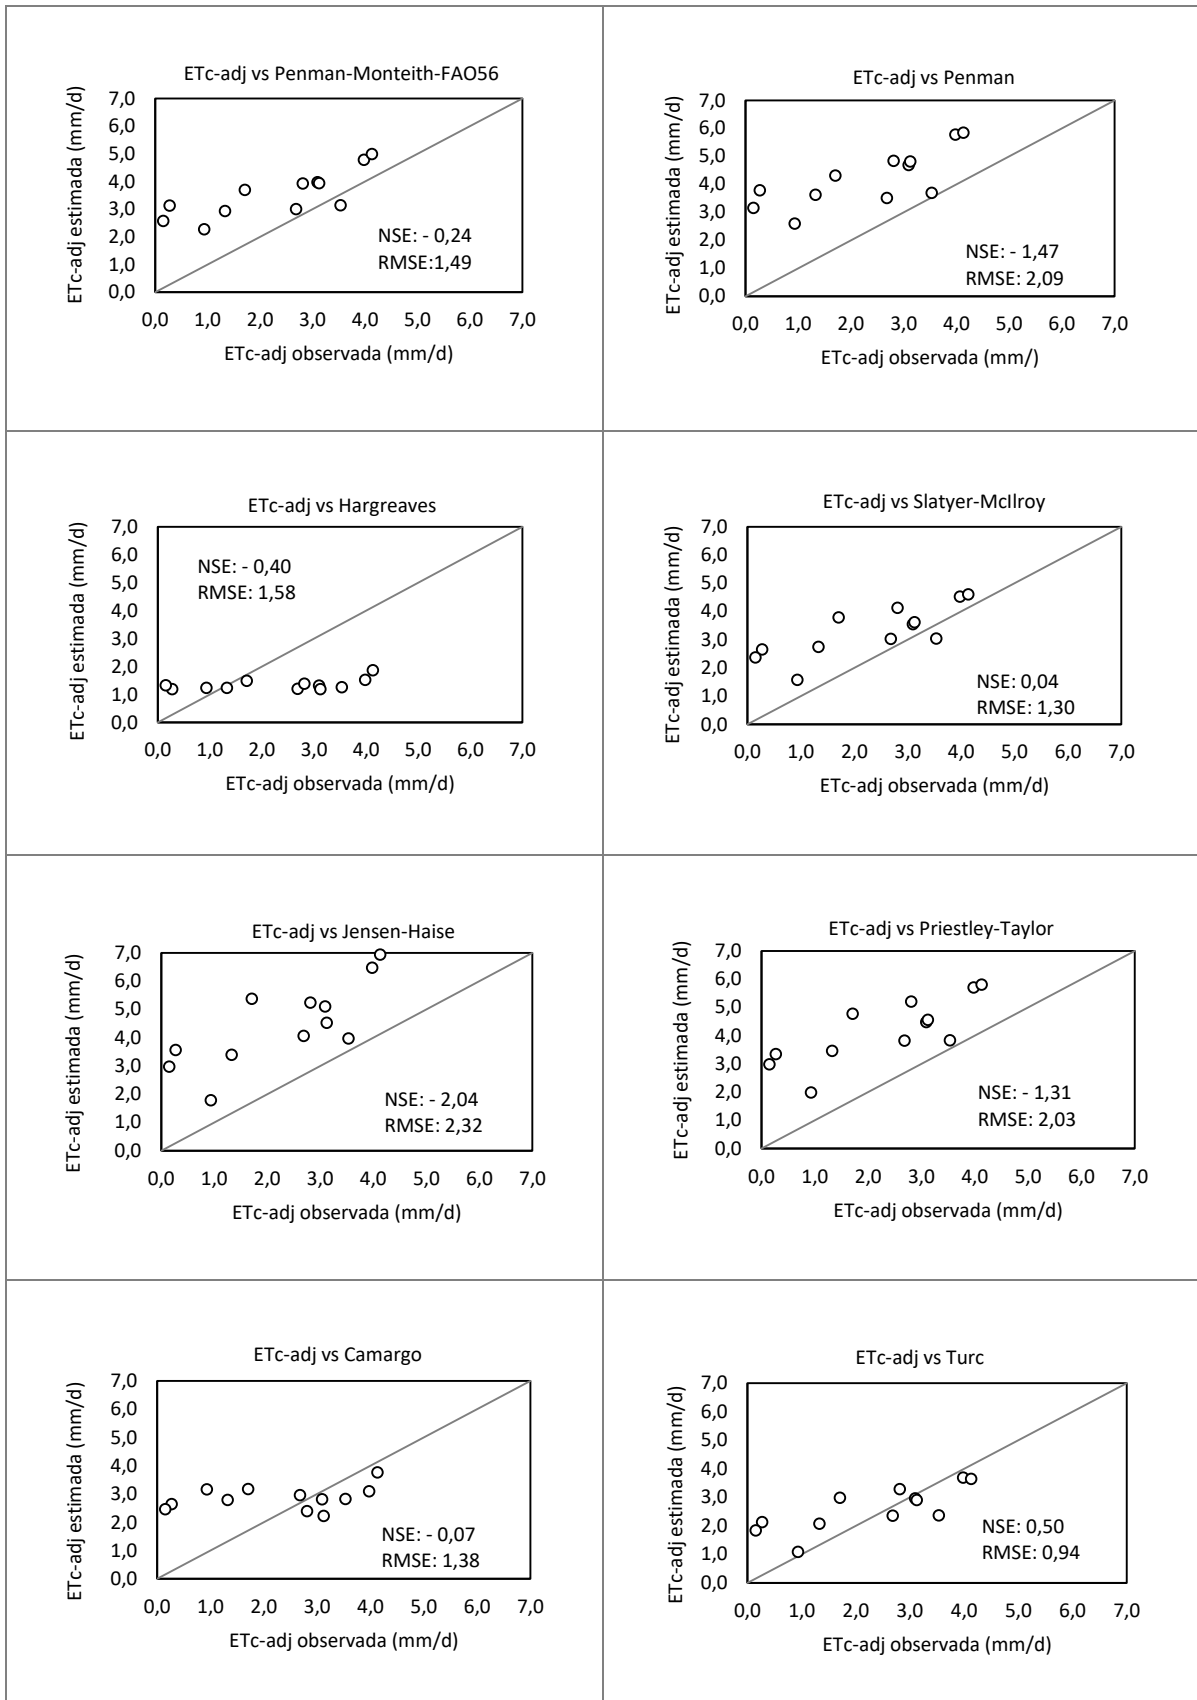 ETc-adj vs Penman-Monteith-FAO56
ETc-adj estimada (mm/d)
7,0
6,0
5,0
4,0
3,0
2,0
1,0
0,0
NSE: - 0,24
RMSE:1,49
0,0 1,0 2,0 3,0 4,0 5,0 6,0 7,0
ETc-adj observada (mm/d)
ETc-adj vs Penman
ETc-adj estimada (mm/d)
7,0
6,0
5,0
4,0
3,0
2,0
1,0
0,0
NSE: - 1,47
RMSE: 2,09
0,0 1,0 2,0 3,0 4,0 5,0 6,0 7,0
ETc-adj observada (mm/)
ETc-adj vs Hargreaves
ETc-adj estimada (mm/d)
7,0
6,0
5,0
4,0
3,0
2,0
1,0
0,0
NSE: - 0,40
RMSE: 1,58
0,0 1,0 2,0 3,0 4,0 5,0 6,0 7,0
ETc-adj observada (mm/d)
ETc-adj vs Slatyer-McIlroy
ETc-adj estimada (mm/d)
7,0
6,0
5,0
4,0
3,0
2,0
1,0
0,0
NSE: 0,04
RMSE: 1,30
0,0 1,0 2,0 3,0 4,0 5,0 6,0 7,0
ETc-adj observada (mm/d)
ETc-adj vs Jensen-Haise
ETc-adj estimada (mm/d)
7,0
6,0
5,0
4,0
3,0
2,0
1,0
0,0
NSE: - 2,04
RMSE: 2,32
0,0 1,0 2,0 3,0 4,0 5,0 6,0 7,0
ETc-adj observada (mm/d)
ETc-adj vs Priestley-Taylor
ETc-adj estimada (mm/d)
7,0
6,0
5,0
4,0
3,0
2,0
1,0
0,0
NSE: - 1,31
RMSE: 2,03
0,0 1,0 2,0 3,0 4,0 5,0 6,0 7,0
ETc-adj observada (mm/d)
ETc-adj vs Camargo
ETc-adj estimada (mm/d)
7,0
6,0
5,0
4,0
3,0
2,0
1,0
0,0
NSE: - 0,07
RMSE: 1,38
0,0 1,0 2,0 3,0 4,0 5,0 6,0 7,0
ETc-adj observada (mm/d)
ETc-adj vs Turc
ETc-adj estimada (mm/d)
7,0
6,0
5,0
4,0
3,0
2,0
1,0
0,0
NSE: 0,50
RMSE: 0,94
0,0 1,0 2,0 3,0 4,0 5,0 6,0 7,0
ETc-adj observada (mm/d)